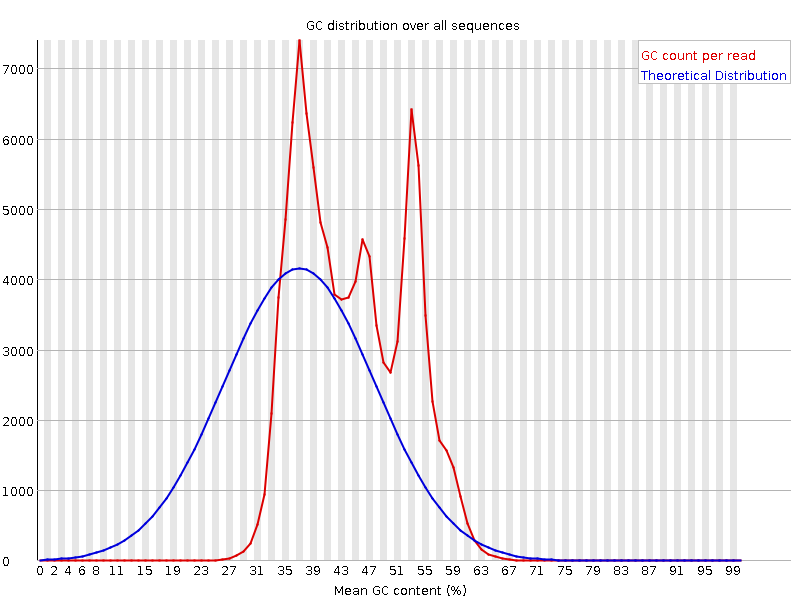 GC distribution over all sequences
GC count per read
Theoretical Distribution
7000
6000
5000
4000
3000
2000
1000
0
0 2 4 6 8 11 15 19 23 27 31 35 39 43 47 51 55 59 63 67 71 75 79 83 87 91 95 99
Mean GC content (%)